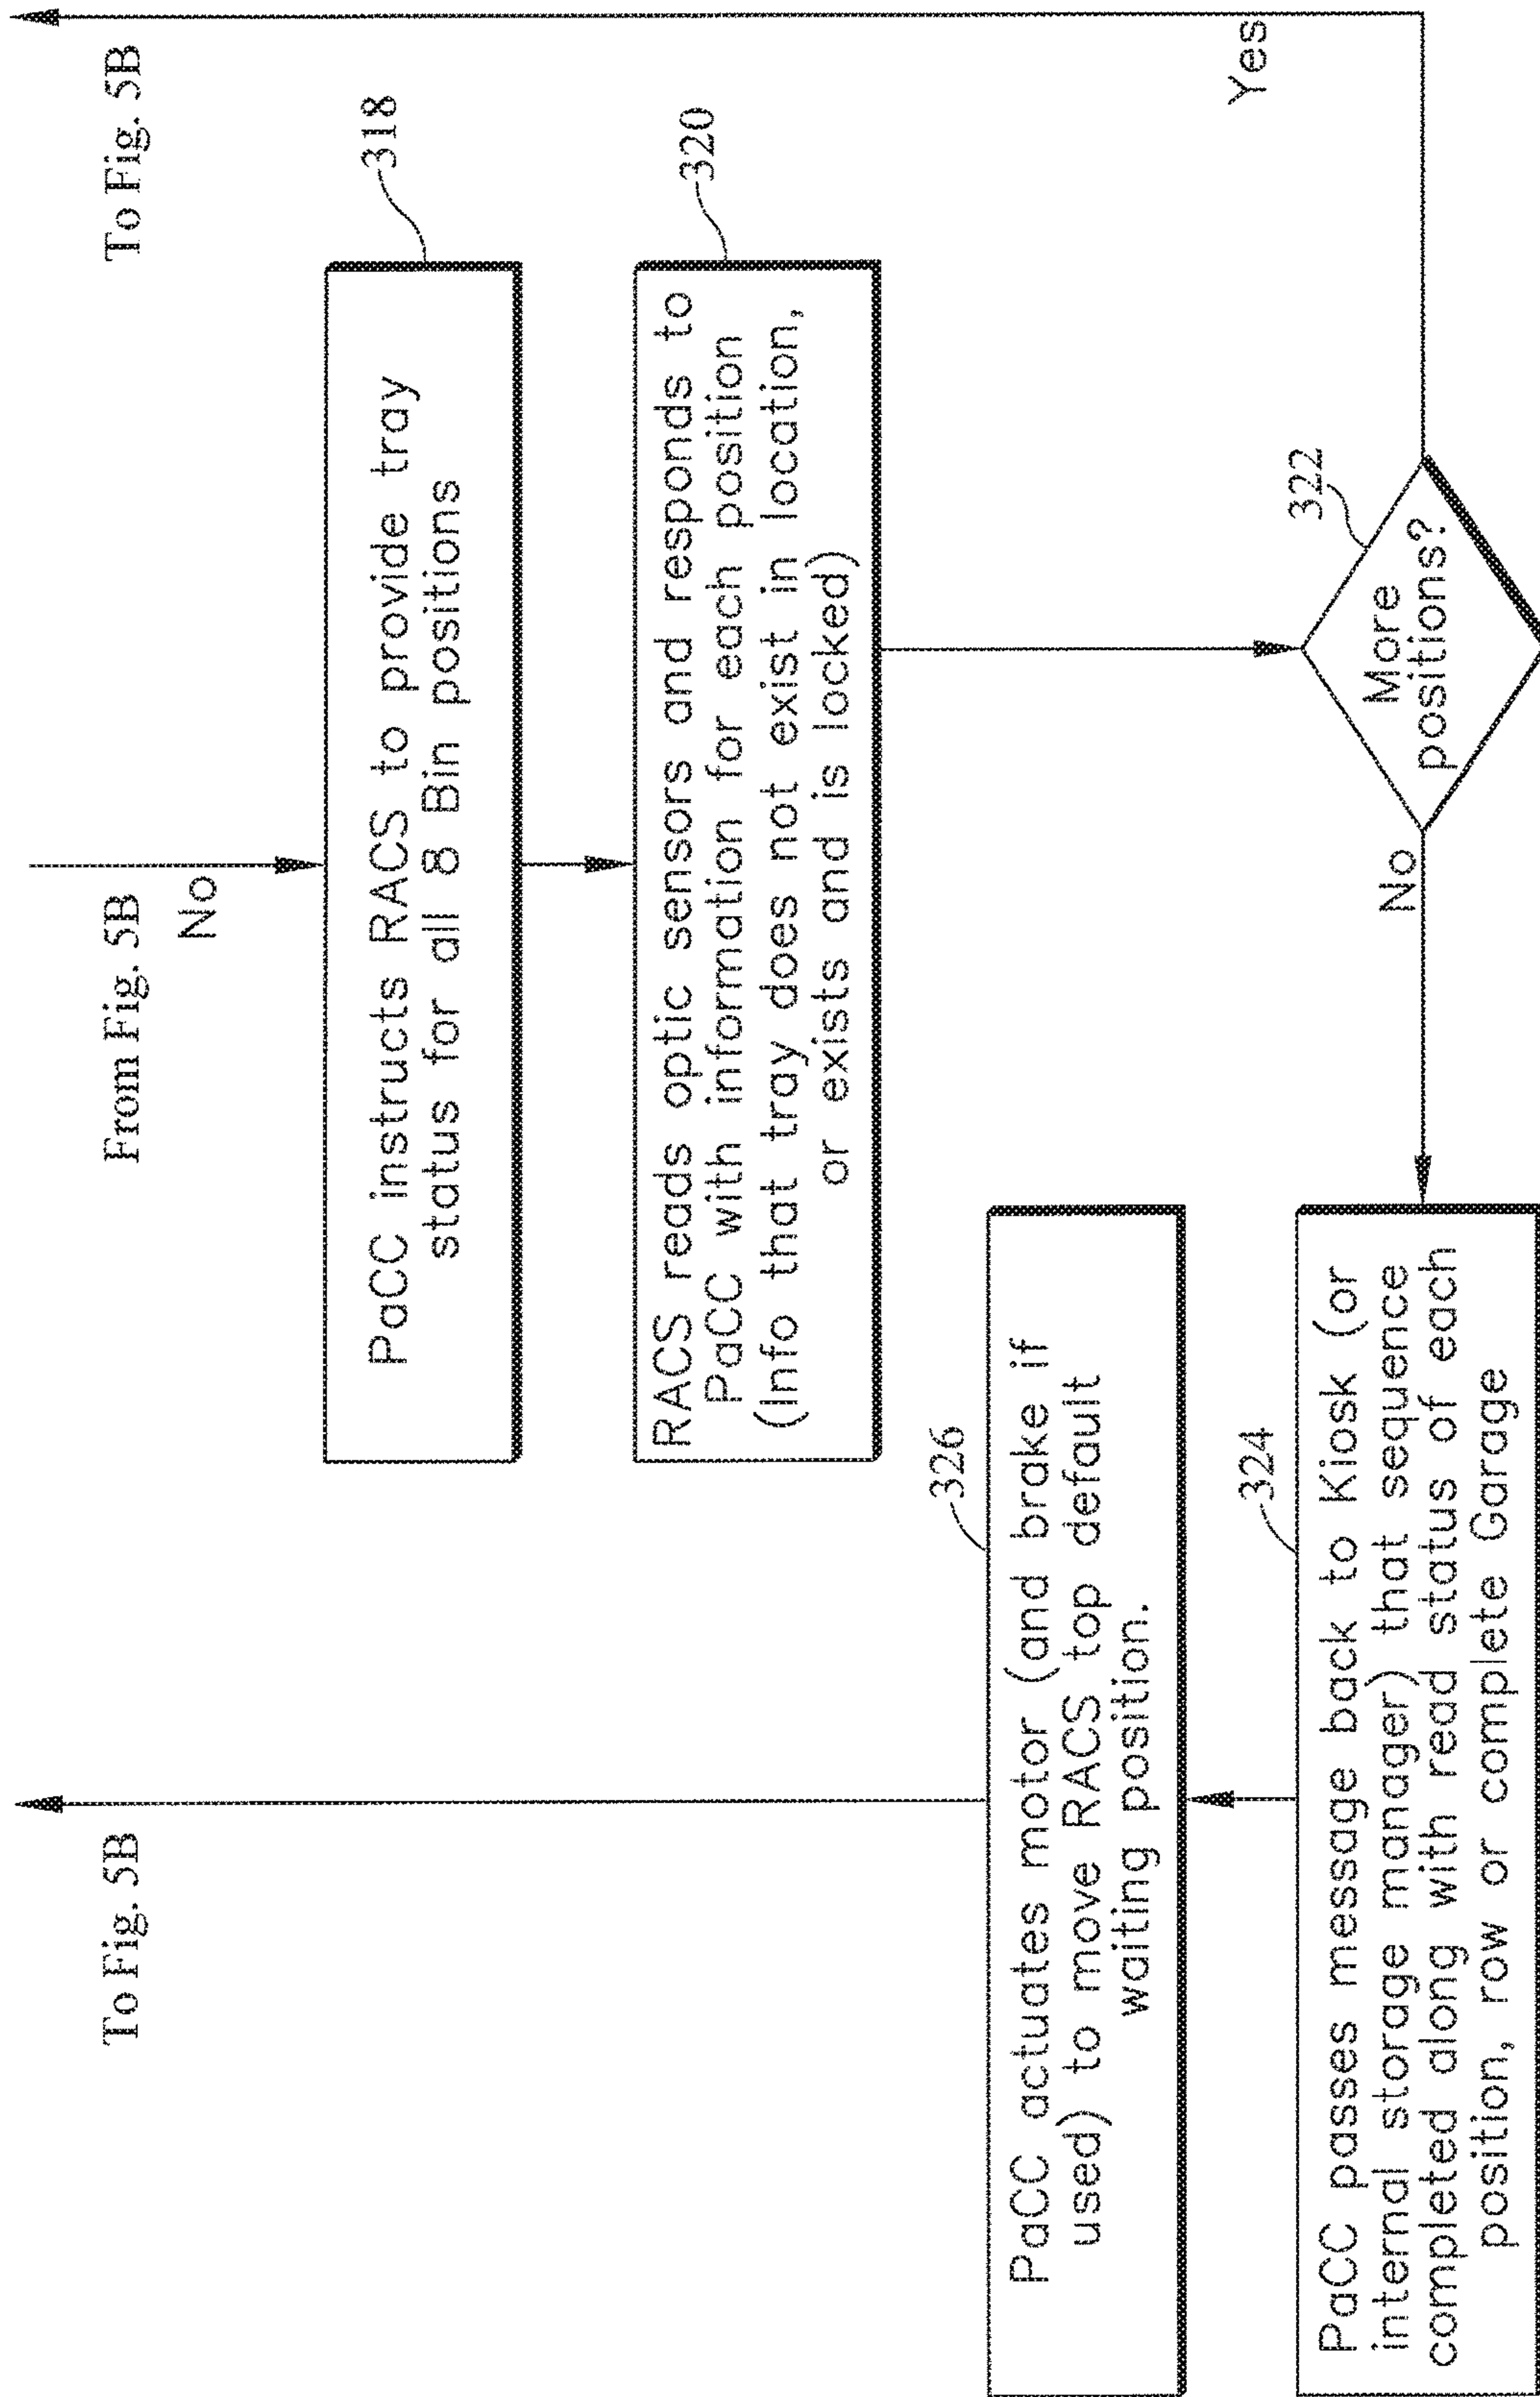 To Fig. 5B
From Fig. 5B
To Fig. 5B
No
318
PaCC instructs RACS to provide tray
status for all 8 Bin positions
320
RACS reads optic sensors and responds to
PaCC with information for each position
(Info that tray does not exist in location,
or exists and is locked)
322
More
positions?
Yes
No
324
PaCC passes message back to Kiosk (or
internal storage manager) that sequence
completed along with read status of each
position, row or complete Garage
326
PaCC actuates motor (and brake if
used) to move RACS top default
waiting position.